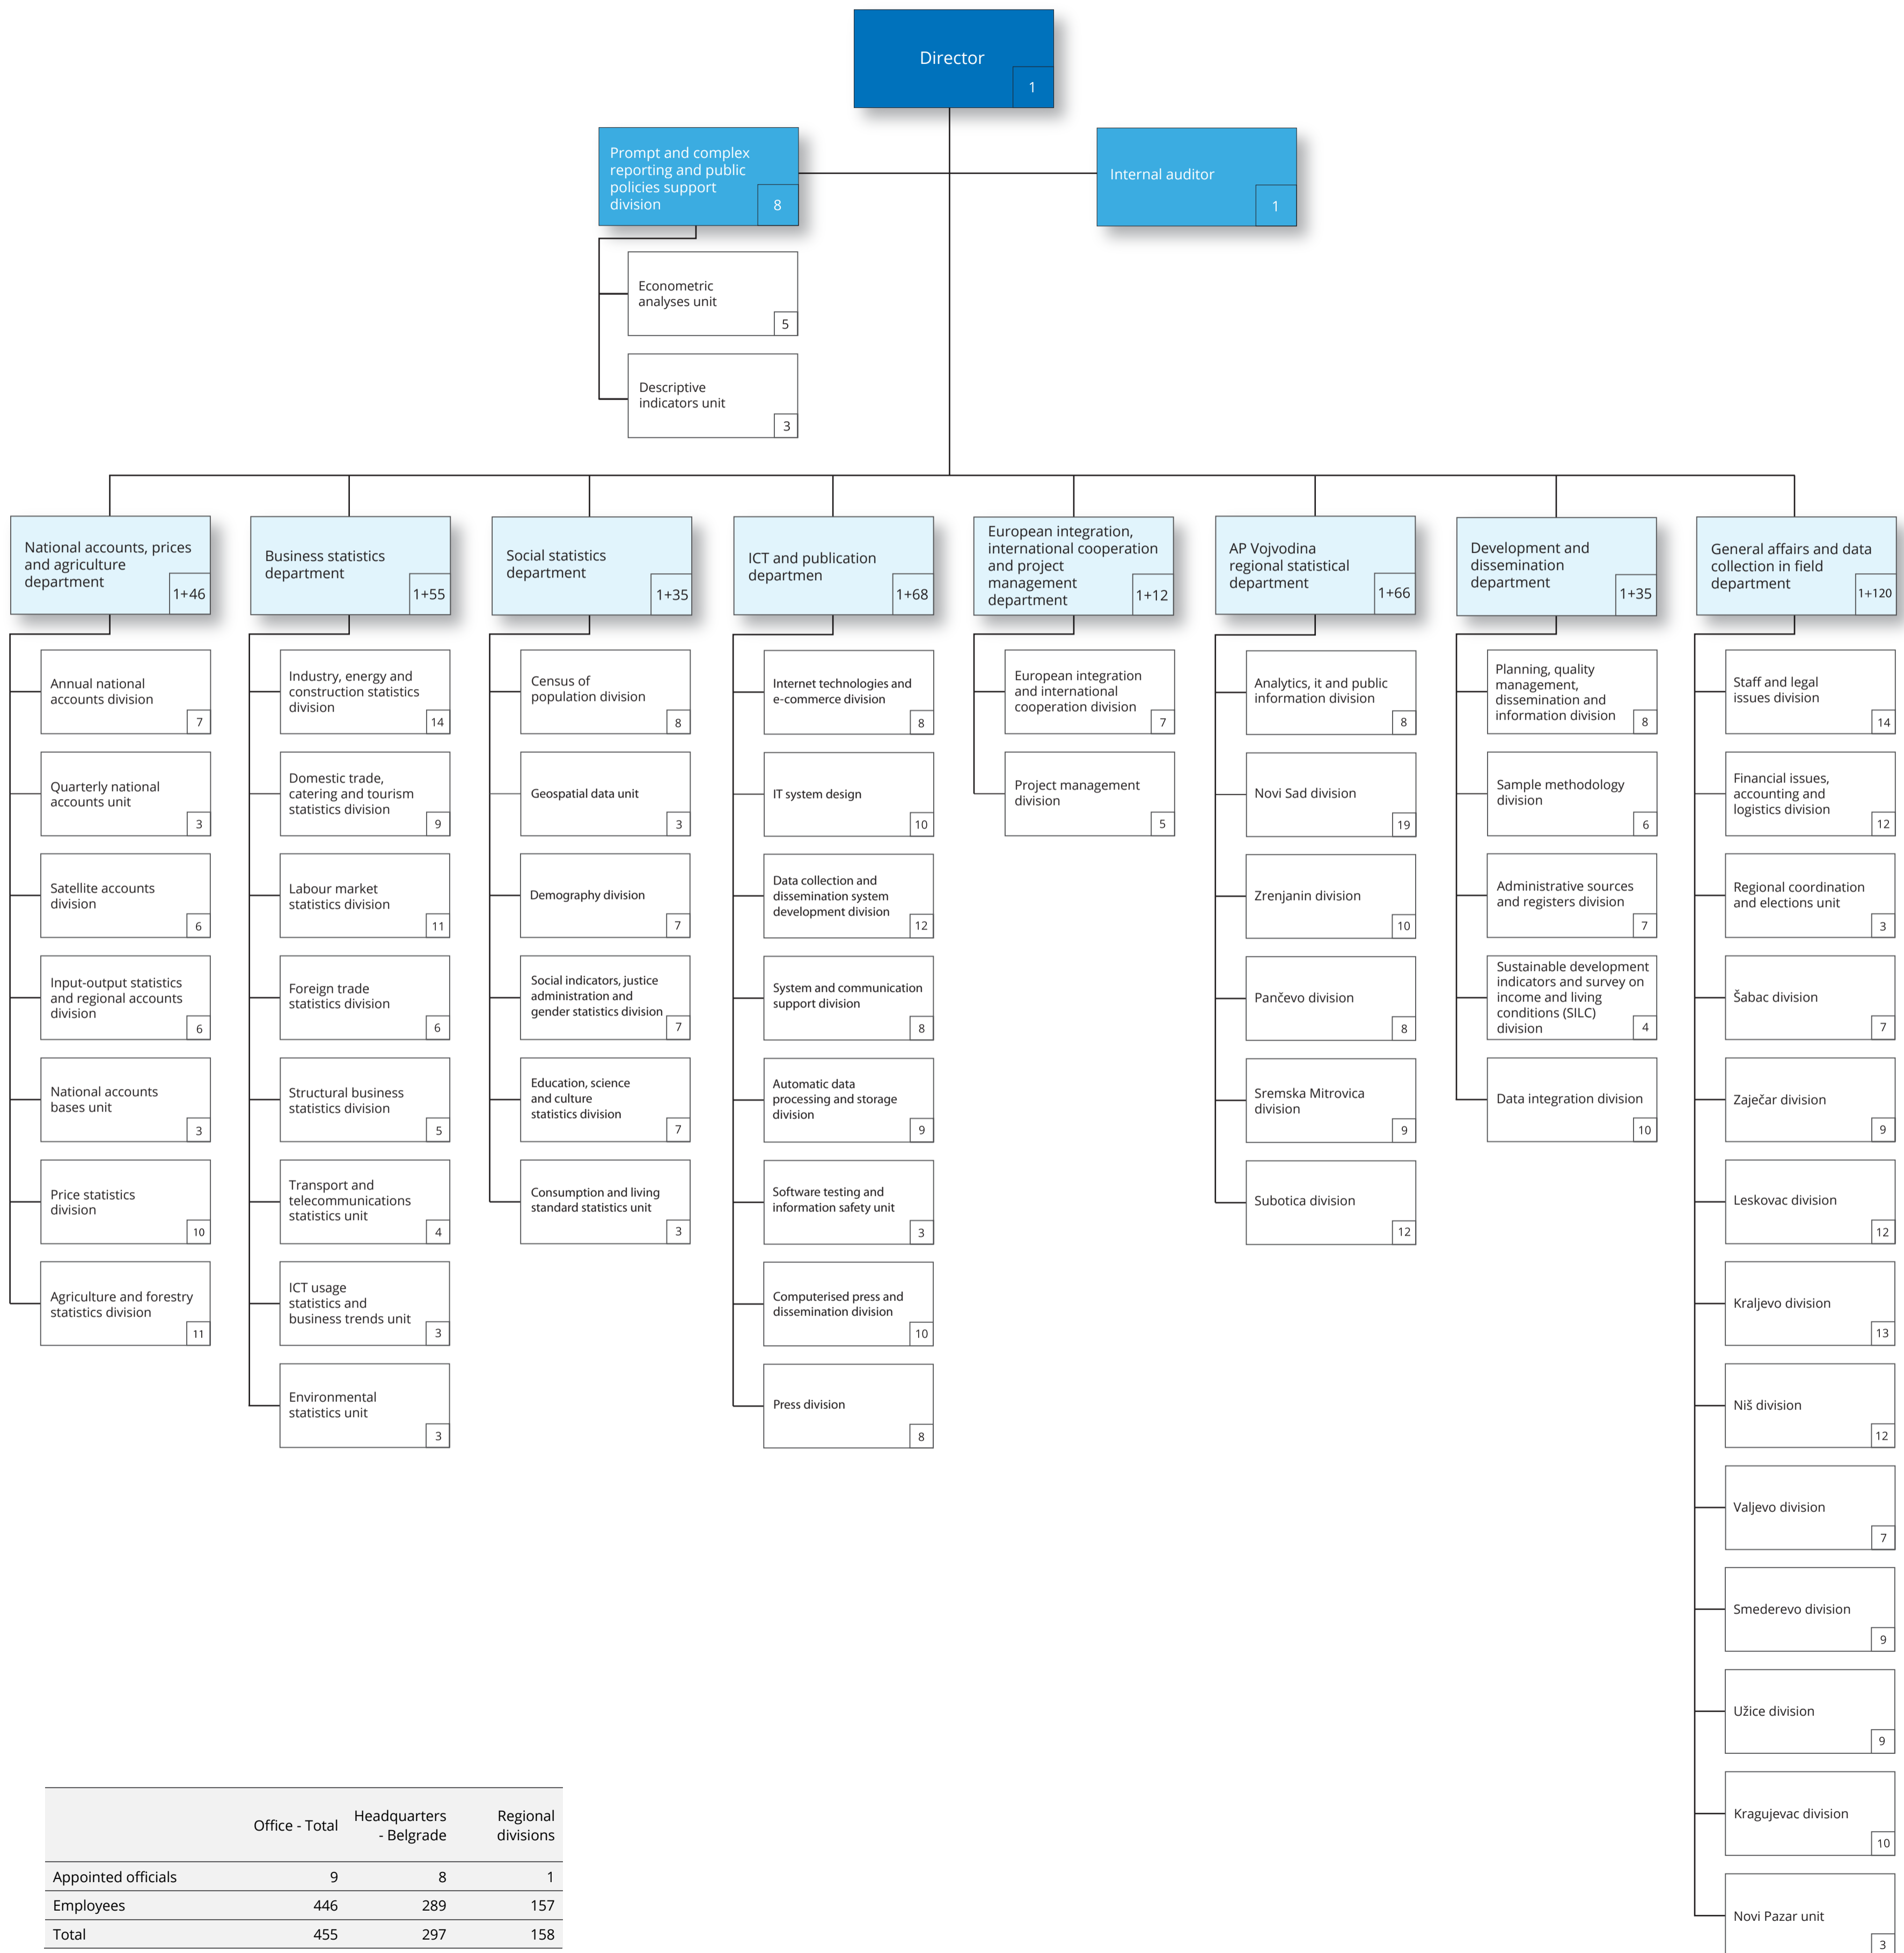 Director
1
Prompt and complex
reporting and public
policies support
division
8
Internal auditor
1
Econometric
analyses unit
5
Descriptive
indicators unit
3
National accounts, prices
and agriculture
department
1+46
Annual national
accounts division
7
Quarterly national
accounts unit
3
Satellite accounts
division
6
Input-output statistics
and regional accounts
division
6
National accounts
bases unit
3
Price statistics
division
10
Agriculture and forestry
statistics division
11
Business statistics
department
1+55
Industry, energy and
construction statistics
division
14
Domestic trade,
catering and tourism
statistics division
9
Labour market
statistics division
11
Foreign trade
statistics division
6
Structural business
statistics division
5
Transport and
telecommunications
statistics unit
4
ICT usage
statistics and
business trends unit
3
Environmental
statistics unit
3
Social statistics
department
1+35
Census of
population division
8
Geospatial data unit
3
Demography division
7
Social indicators, justice
administration and
gender statistics division
7
Education, science
and culture
statistics division
7
Consumption and living
standard statistics unit
3
ICT and publication
departmen
1+68
Internet technologies and
e-commerce division
8
IT system design
10
Data collection and
dissemination system
development division
12
System and communication
support division
8
Automatic data
processing and storage
division
9
Software testing and
information safety unit
3
Computerised press and
dissemination division
10
Press division
8
European integration,
international cooperation
and project
management
department
1+12
European integration
and international
cooperation division
7
Project management
division
5
AP Vojvodina
regional statistical
department
1+66
Analytics, it and public
information division
8
Novi Sad division
19
Zrenjanin division
10
Pančevo division
8
Sremska Mitrovica
division
9
Subotica division
12
Development and
dissemination
department
1+35
Planning, quality
management,
dissemination and
information division
8
Sample methodology
division
6
Administrative sources
and registers division
7
Sustainable development
indicators and survey on
income and living
conditions (SILC)
division
4
Data integration division
10
General affairs and data
collection in field
department
1+120
Staff and legal
issues division
14
Financial issues,
accounting and
logistics division
12
Regional coordination
and elections unit
3
Šabac division
7
Zaječar division
9
Leskovac division
12
Kraljevo division
13
Niš division
12
Valjevo division
7
Smederevo division
9
Užice division
9
Kragujevac division
10
Novi Pazar unit
3
Office - Total Headquarters - Belgrade Regional divisions
Appointed officials 9 8 1
Employees 446 289 157
Total 455 297 158